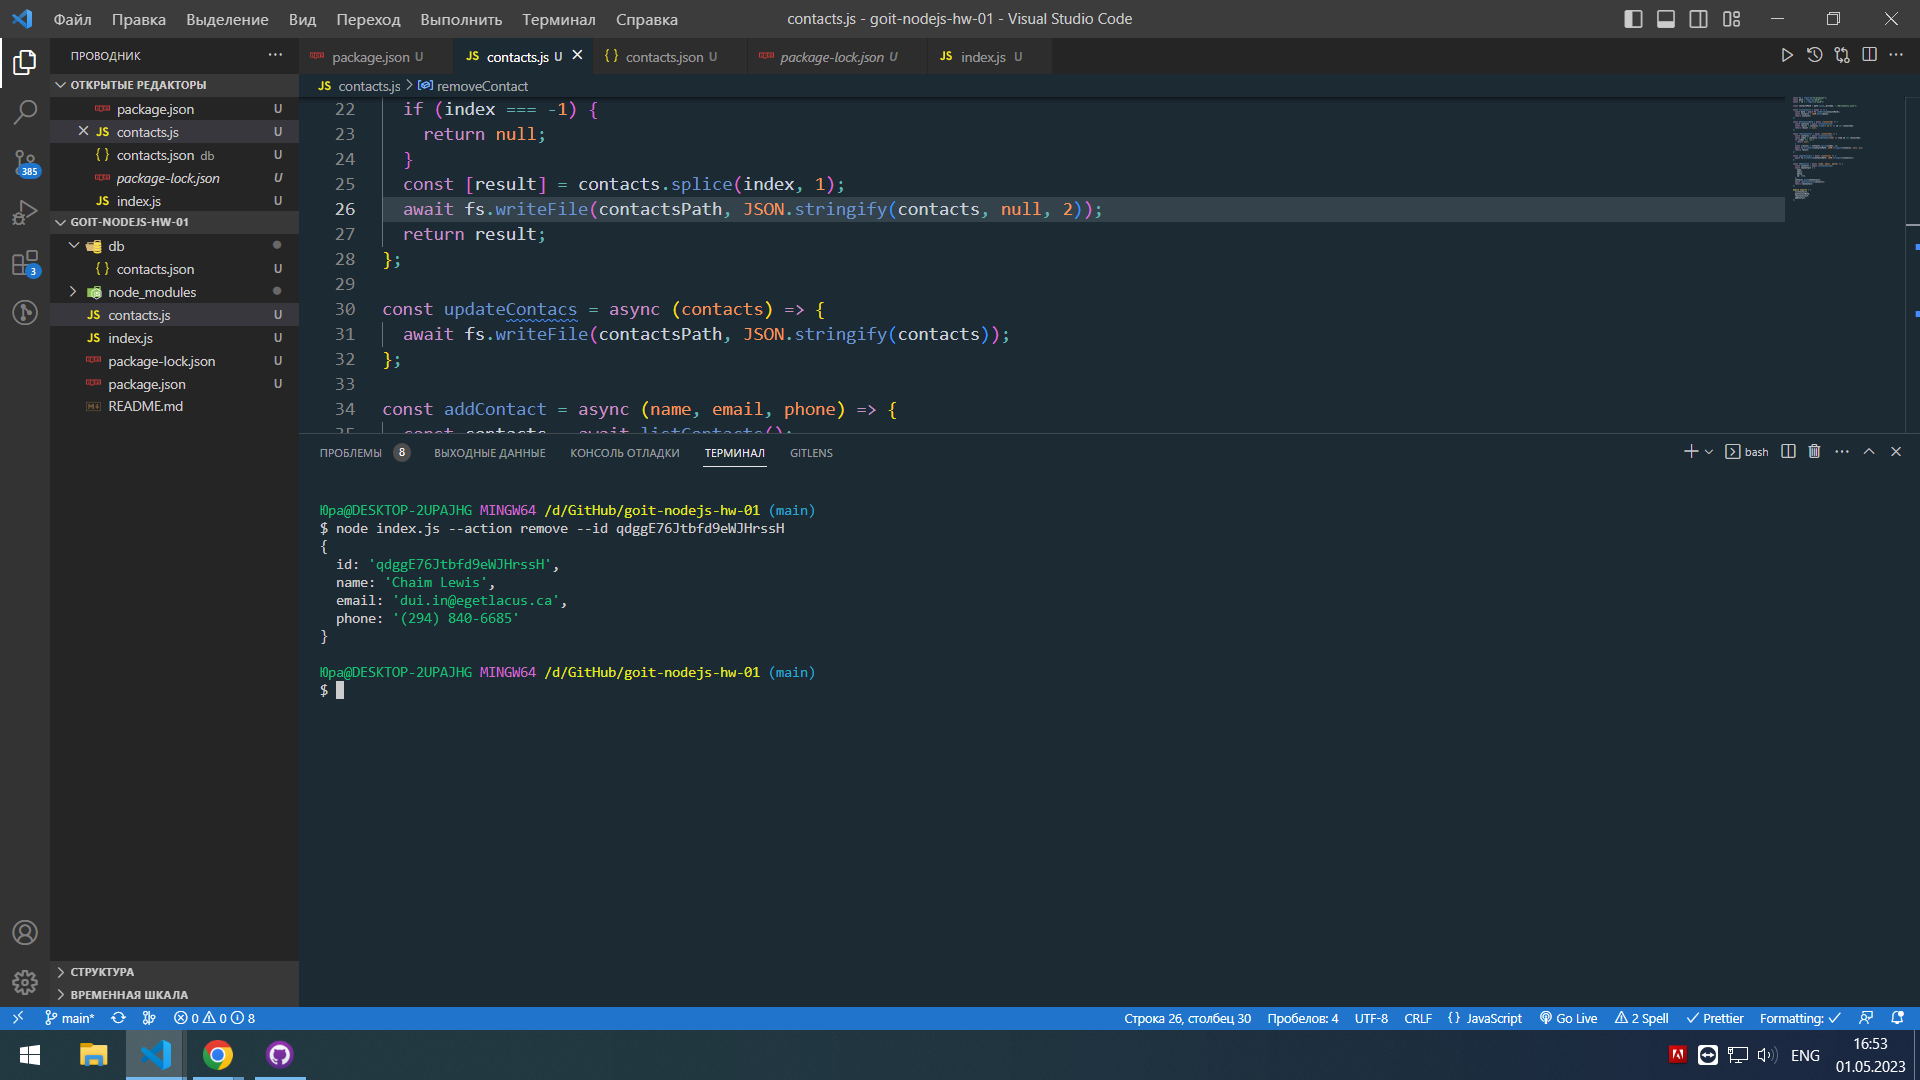 Файл Правка Выделение Вид Переход Выполнить Терминал Справка
contacts.js - goit-nodejs-hw-01 - Visual Studio Code
ПРОВОДНИК
ОТКРЫТЫЕ РЕДАКТОРЫ
package.json U
contacts.js U
{ } contacts.json db U
package-lock.json U
JS index.js U
GOIT-NODEJS-HW-01
db
{ } contacts.json U
node_modules
JS contacts.js U
JS index.js U
package-lock.json U
package.json U
README.md
СТРУКТУРА
ВРЕМЕННАЯ ШКАЛА
385
3
package.json U
JS contacts.js U
{ } contacts.json U
package-lock.json U
JS index.js U
JS contacts.js > removeContact
22 if (index === -1) {
23 return null;
24 }
25 const [result] = contacts.splice(index, 1);
26 await fs.writeFile(contactsPath, JSON.stringify(contacts, null, 2));
27 return result;
28 };
29
30 const updateContacs = async (contacts) => {
31 await fs.writeFile(contactsPath, JSON.stringify(contacts));
32 };
33
34 const addContact = async (name, email, phone) => {
35 const contacts = await listContacts();
ПРОБЛЕМЫ 8 ВЫХОДНЫЕ ДАННЫЕ КОНСОЛЬ ОТЛАДКИ ТЕРМИНАЛ GITLENS
bash
Юра@DESKTOP-2UPAJHG MINGW64 /d/GitHub/goit-nodejs-hw-01 (main)
$ node index.js --action remove --id qdggE76Jtbfd9eWJHrssH
{
id: 'qdggE76Jtbfd9eWJHrssH',
name: 'Chaim Lewis',
email: 'dui.in@egetlacus.ca',
phone: '(294) 840-6685'
}
Юра@DESKTOP-2UPAJHG MINGW64 /d/GitHub/goit-nodejs-hw-01 (main)
$
main* 0 0 8
Строка 26, столбец 30 Пробелов: 4 UTF-8 CRLF { } JavaScript Go Live 2 Spell Prettier Formatting:
ENG
16:53
01.05.2023